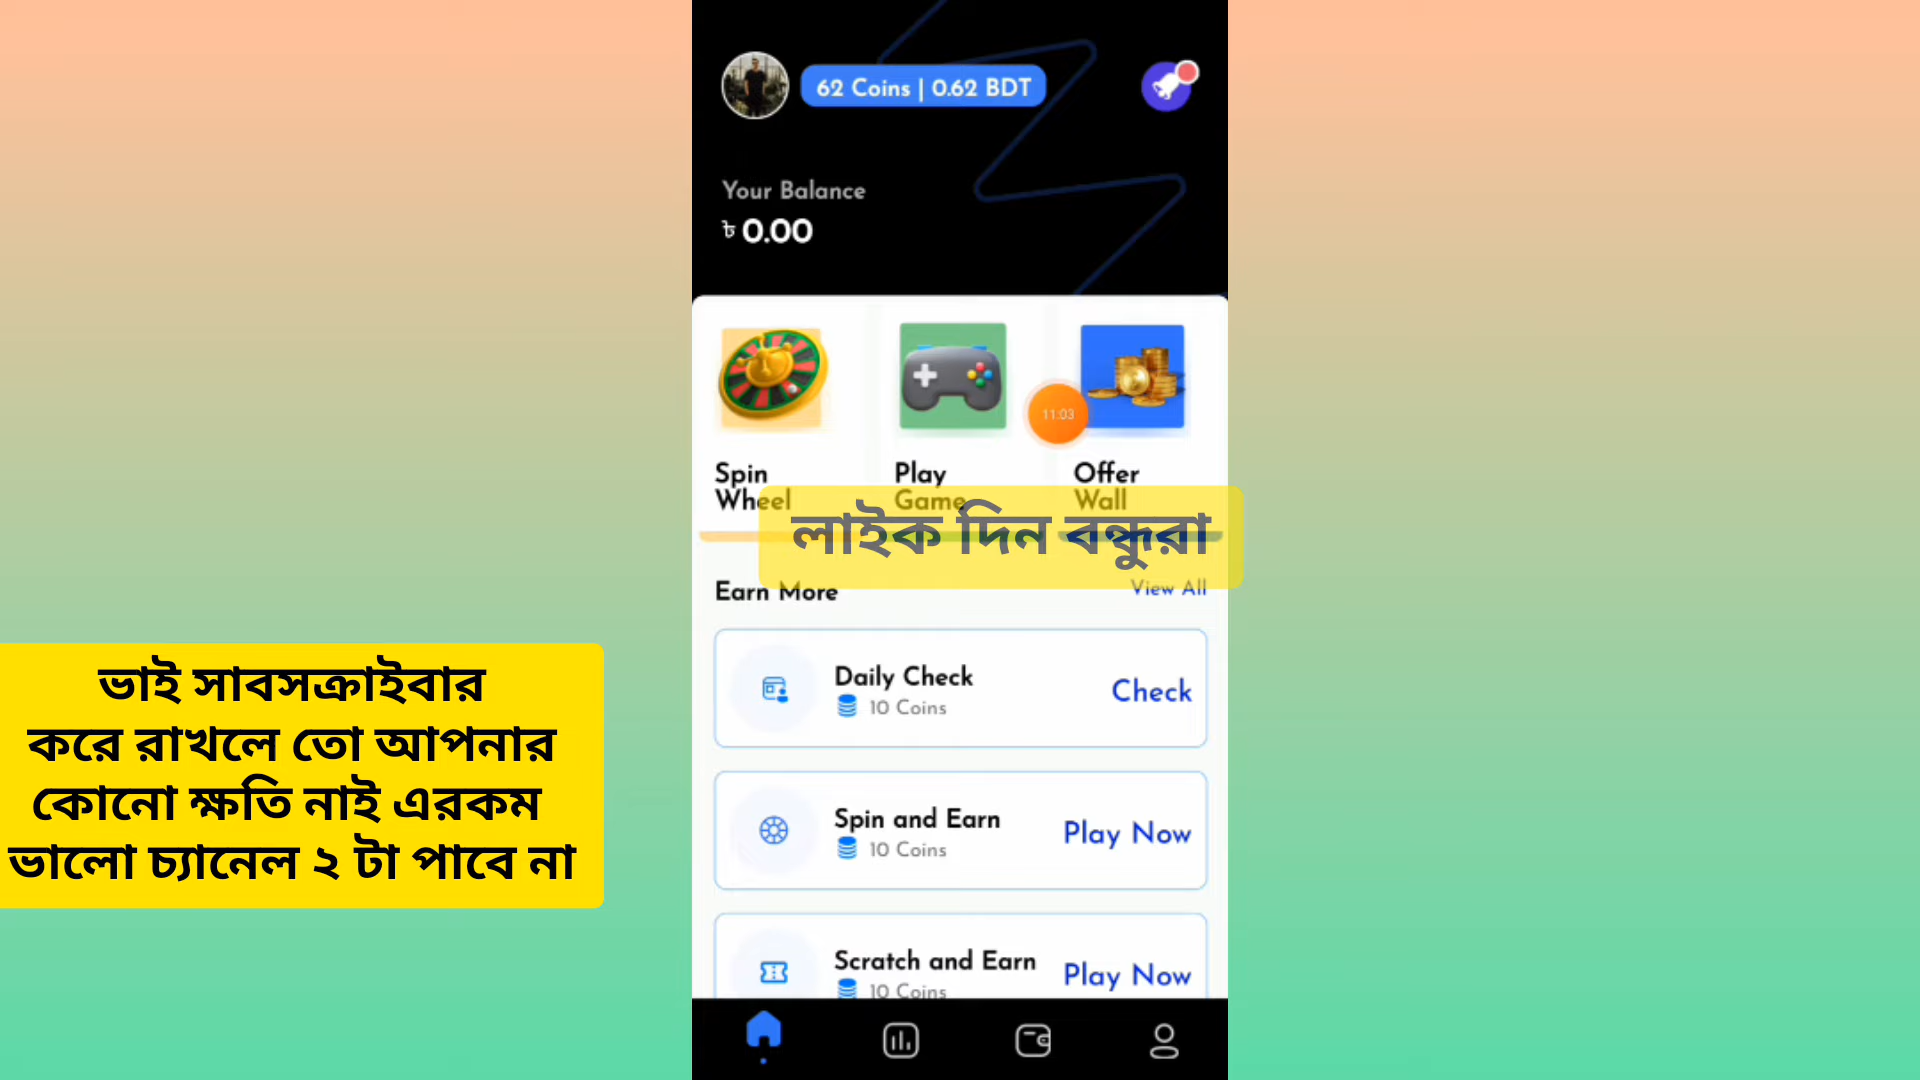 62 Coins | 0.62 BDT
Your Balance
৳ 0.00
11:03
Spin
Wheel
Play
Game
Offer
Wall
লাইক দিন বন্ধুরা
Earn More
View All
Daily Check
10 Coins
Check
Spin and Earn
10 Coins
Play Now
Scratch and Earn
10 Coins
Play Now
ভাই সাবসক্রাইবার
করে রাখলে তো আপনার
কোনো ক্ষতি নাই এরকম
ভালো চ্যানেল ২ টা পাবে না